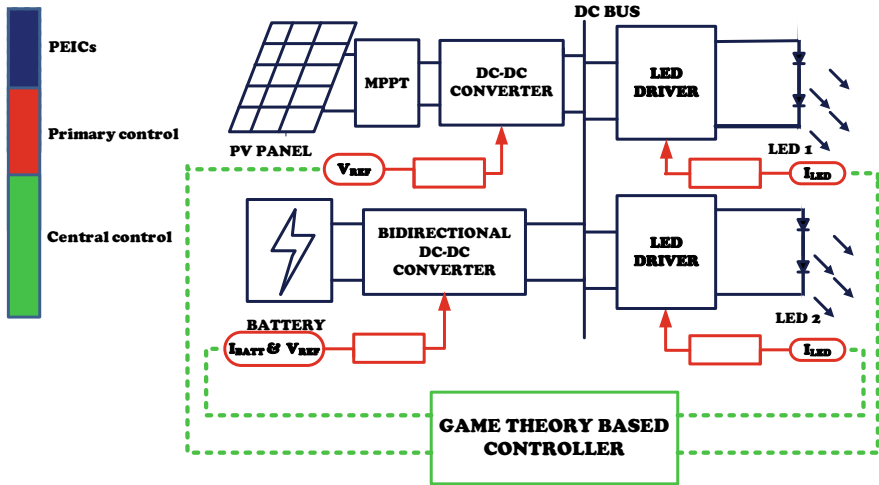 DC BUS
PEICs
Primary control
Central control
MPPT
DC-DC
CONVERTER
LED
DRIVER
PV PANEL
VREF
LED 1
ILED
BIDIRECTIONAL
DC-DC
CONVERTER
LED
DRIVER
BATTERY
IBATT & VREF
LED 2
ILED
GAME THEORY BASED
CONTROLLER